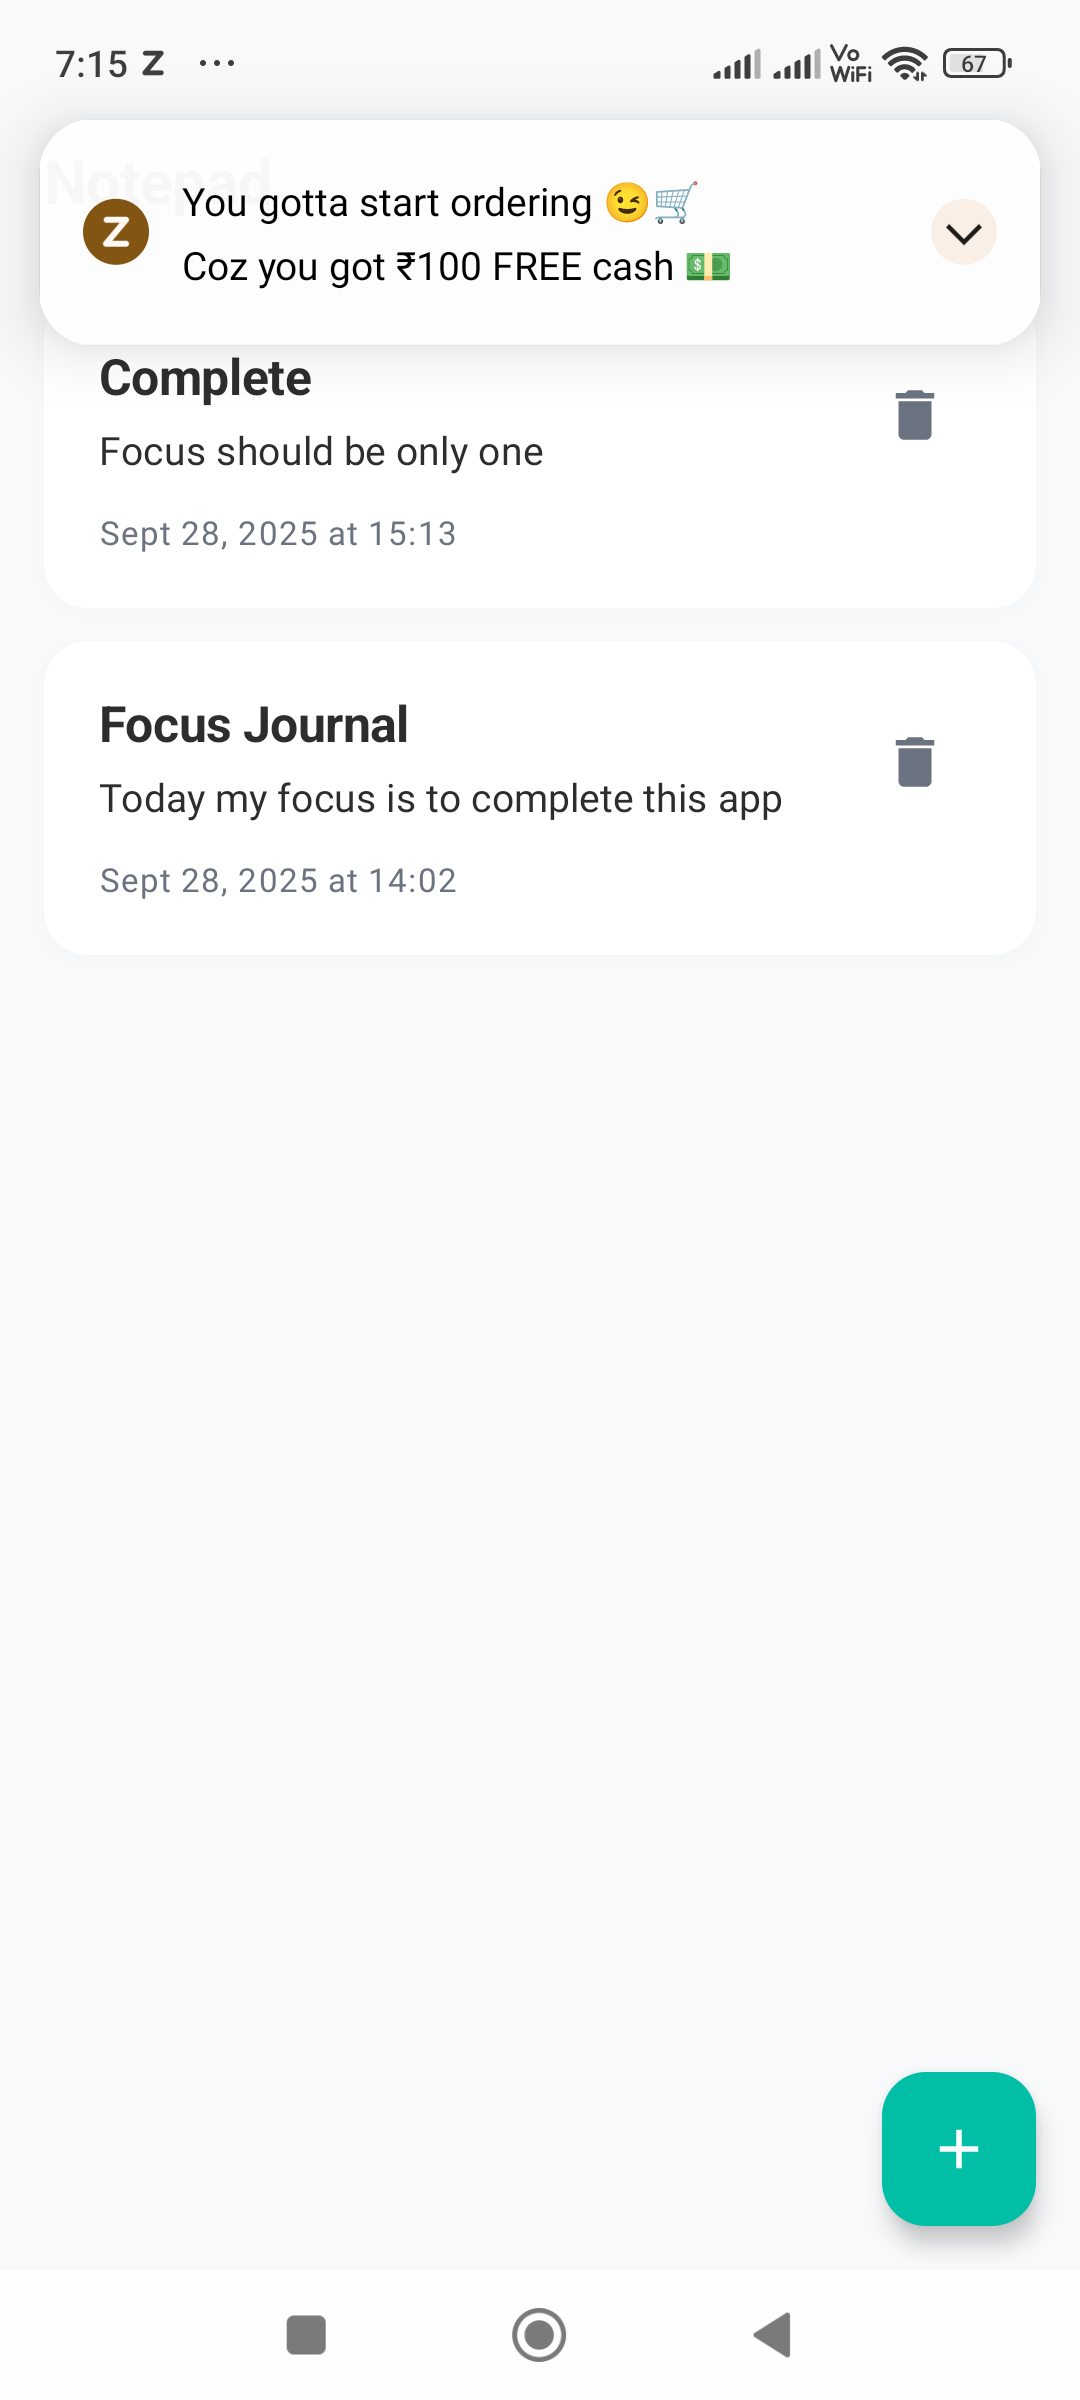 7:15 Z ...
Vo WiFi 67
Notepad
Z
You gotta start ordering 😉🛒
Coz you got ₹100 FREE cash 💵
Complete
Focus should be only one
Sept 28, 2025 at 15:13
Focus Journal
Today my focus is to complete this app
Sept 28, 2025 at 14:02
+